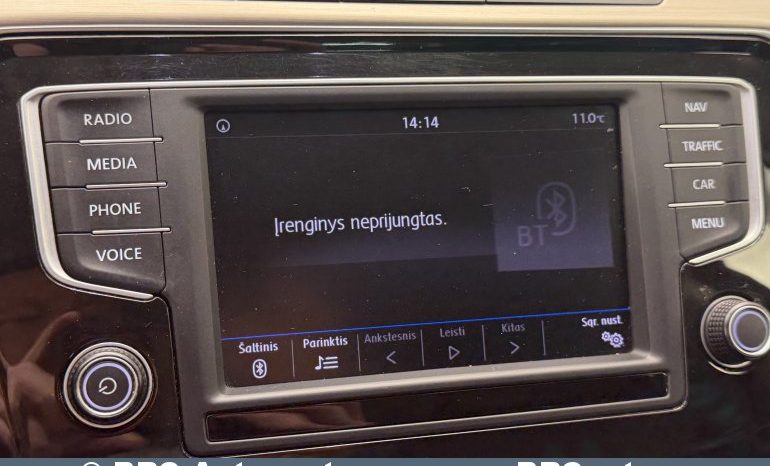 RADIO
MEDIA
PHONE
VOICE
14:14
11.0°C
Įrenginys neprijungtas.
BT
Šaltinis
Parinktis
Ankstesnis
Leisti
Kitas
Sąr. nust.
NAV
TRAFFIC
CAR
MENU